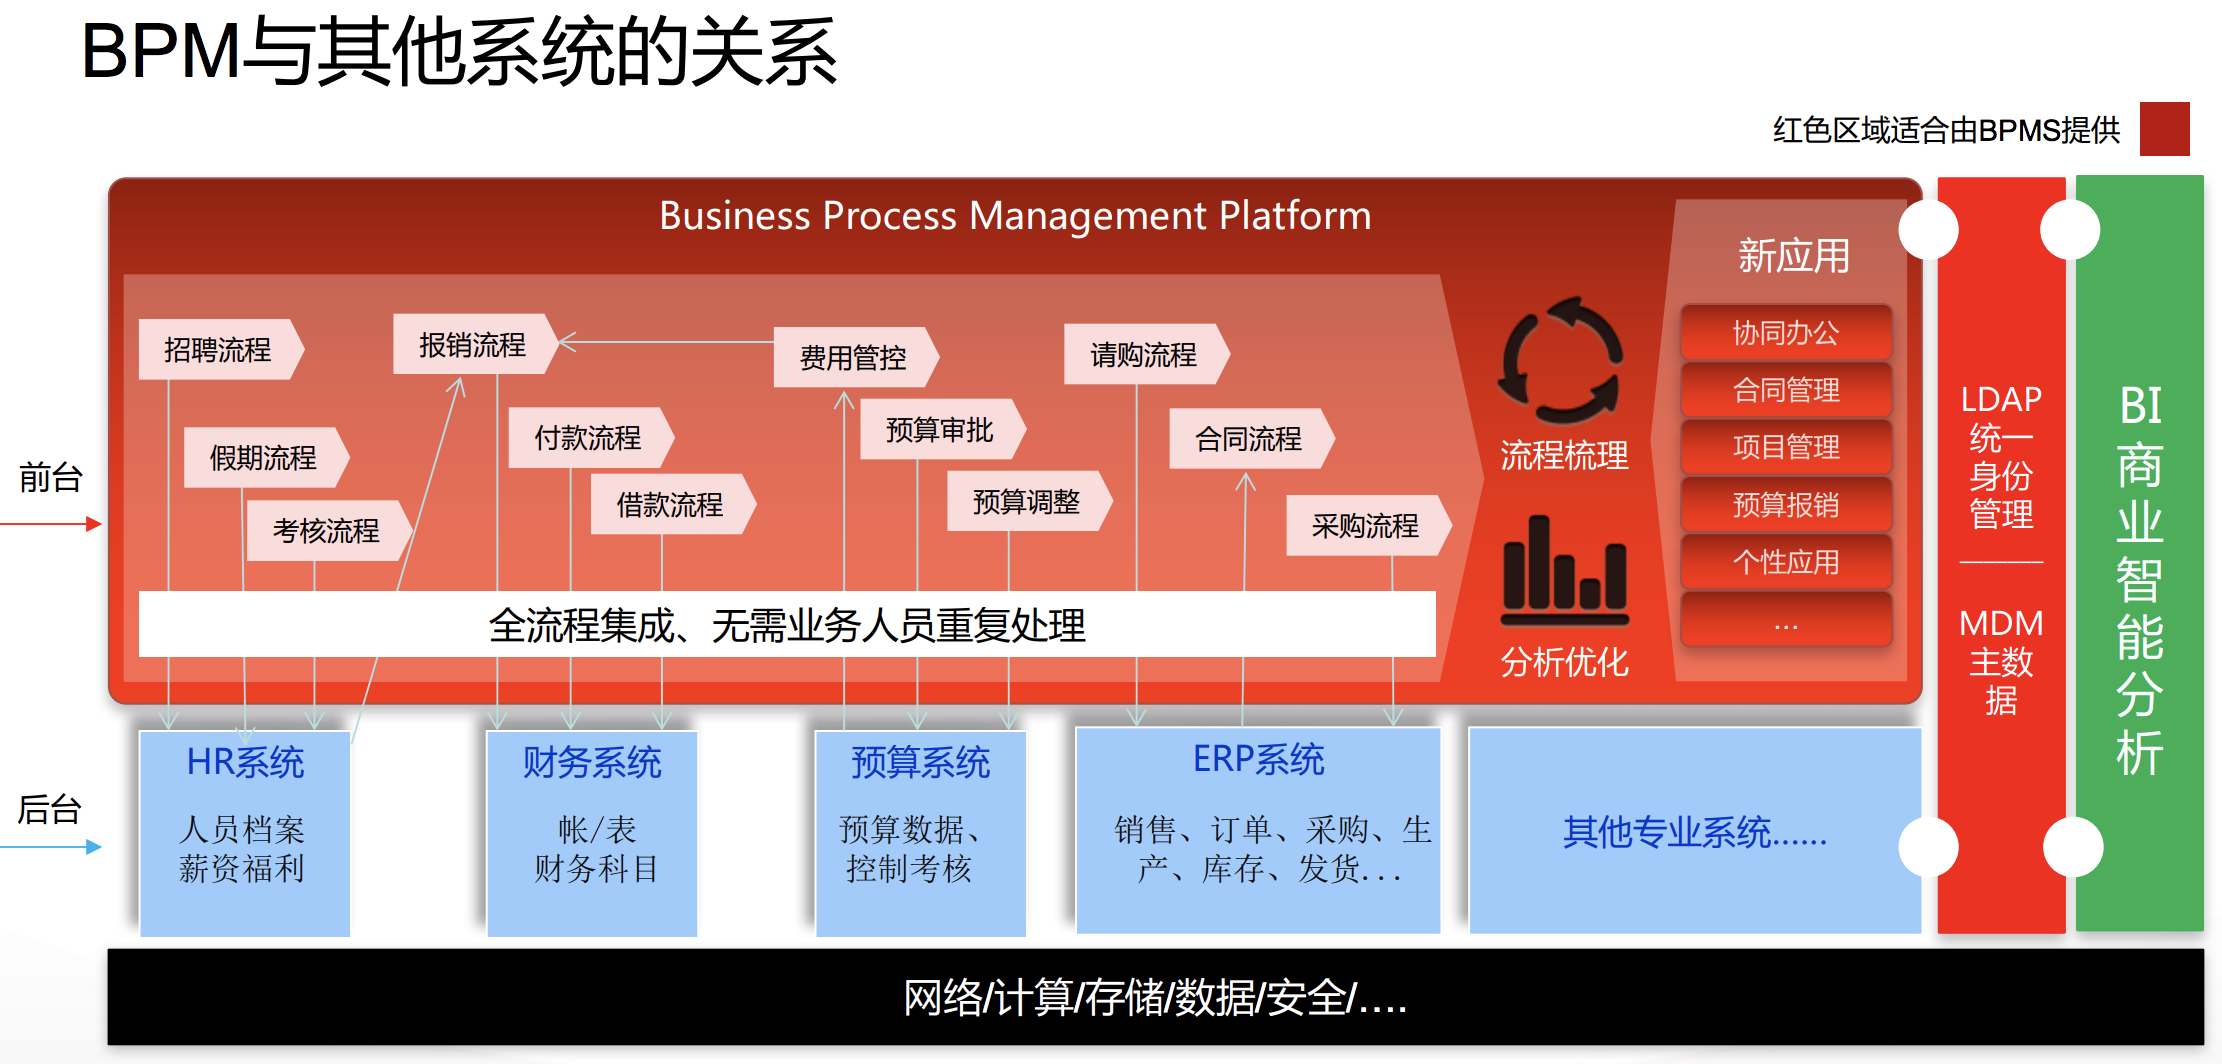 BPM与其他系统的关系
红色区域适合由BPMS提供
Business Process Management Platform
新应用
招聘流程
报销流程
费用管控
请购流程
假期流程
付款流程
预算审批
合同流程
考核流程
借款流程
预算调整
采购流程
全流程集成、无需业务人员重复处理
流程梳理
分析优化
协同办公
合同管理
项目管理
预算报销
个性应用
...
前台
后台
HR系统
人员档案
薪资福利
财务系统
帐/表
财务科目
预算系统
预算数据、
控制考核
ERP系统
销售、订单、采购、生
产、库存、发货...
其他专业系统......
LDAP
统一
身份
管理
MDM
主数
据
BI
商
业
智
能
分
析
网络/计算/存储/数据/安全/....